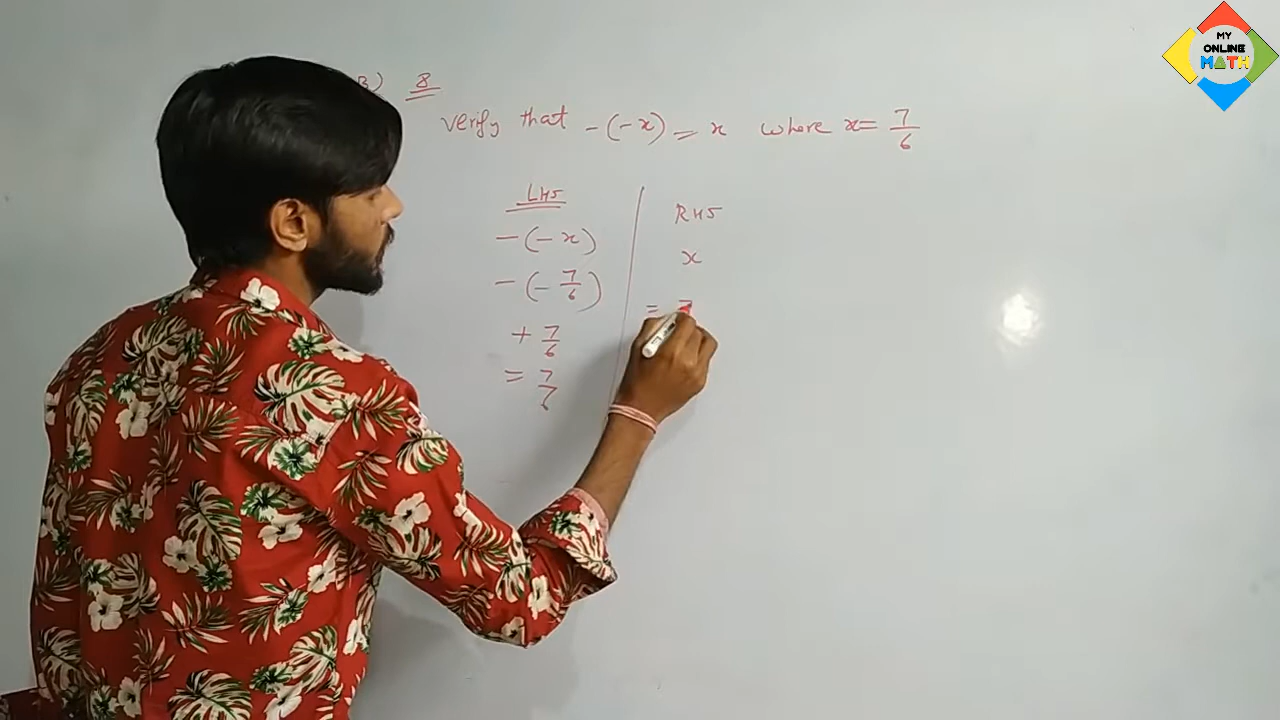 MY
ONLINE
MATH
B) 8
Verify that -(-x) = x where x = 7/6
LHS
-(-x)
-(-7/6)
+ 7/6
= 7/6
RHS
x
= 7